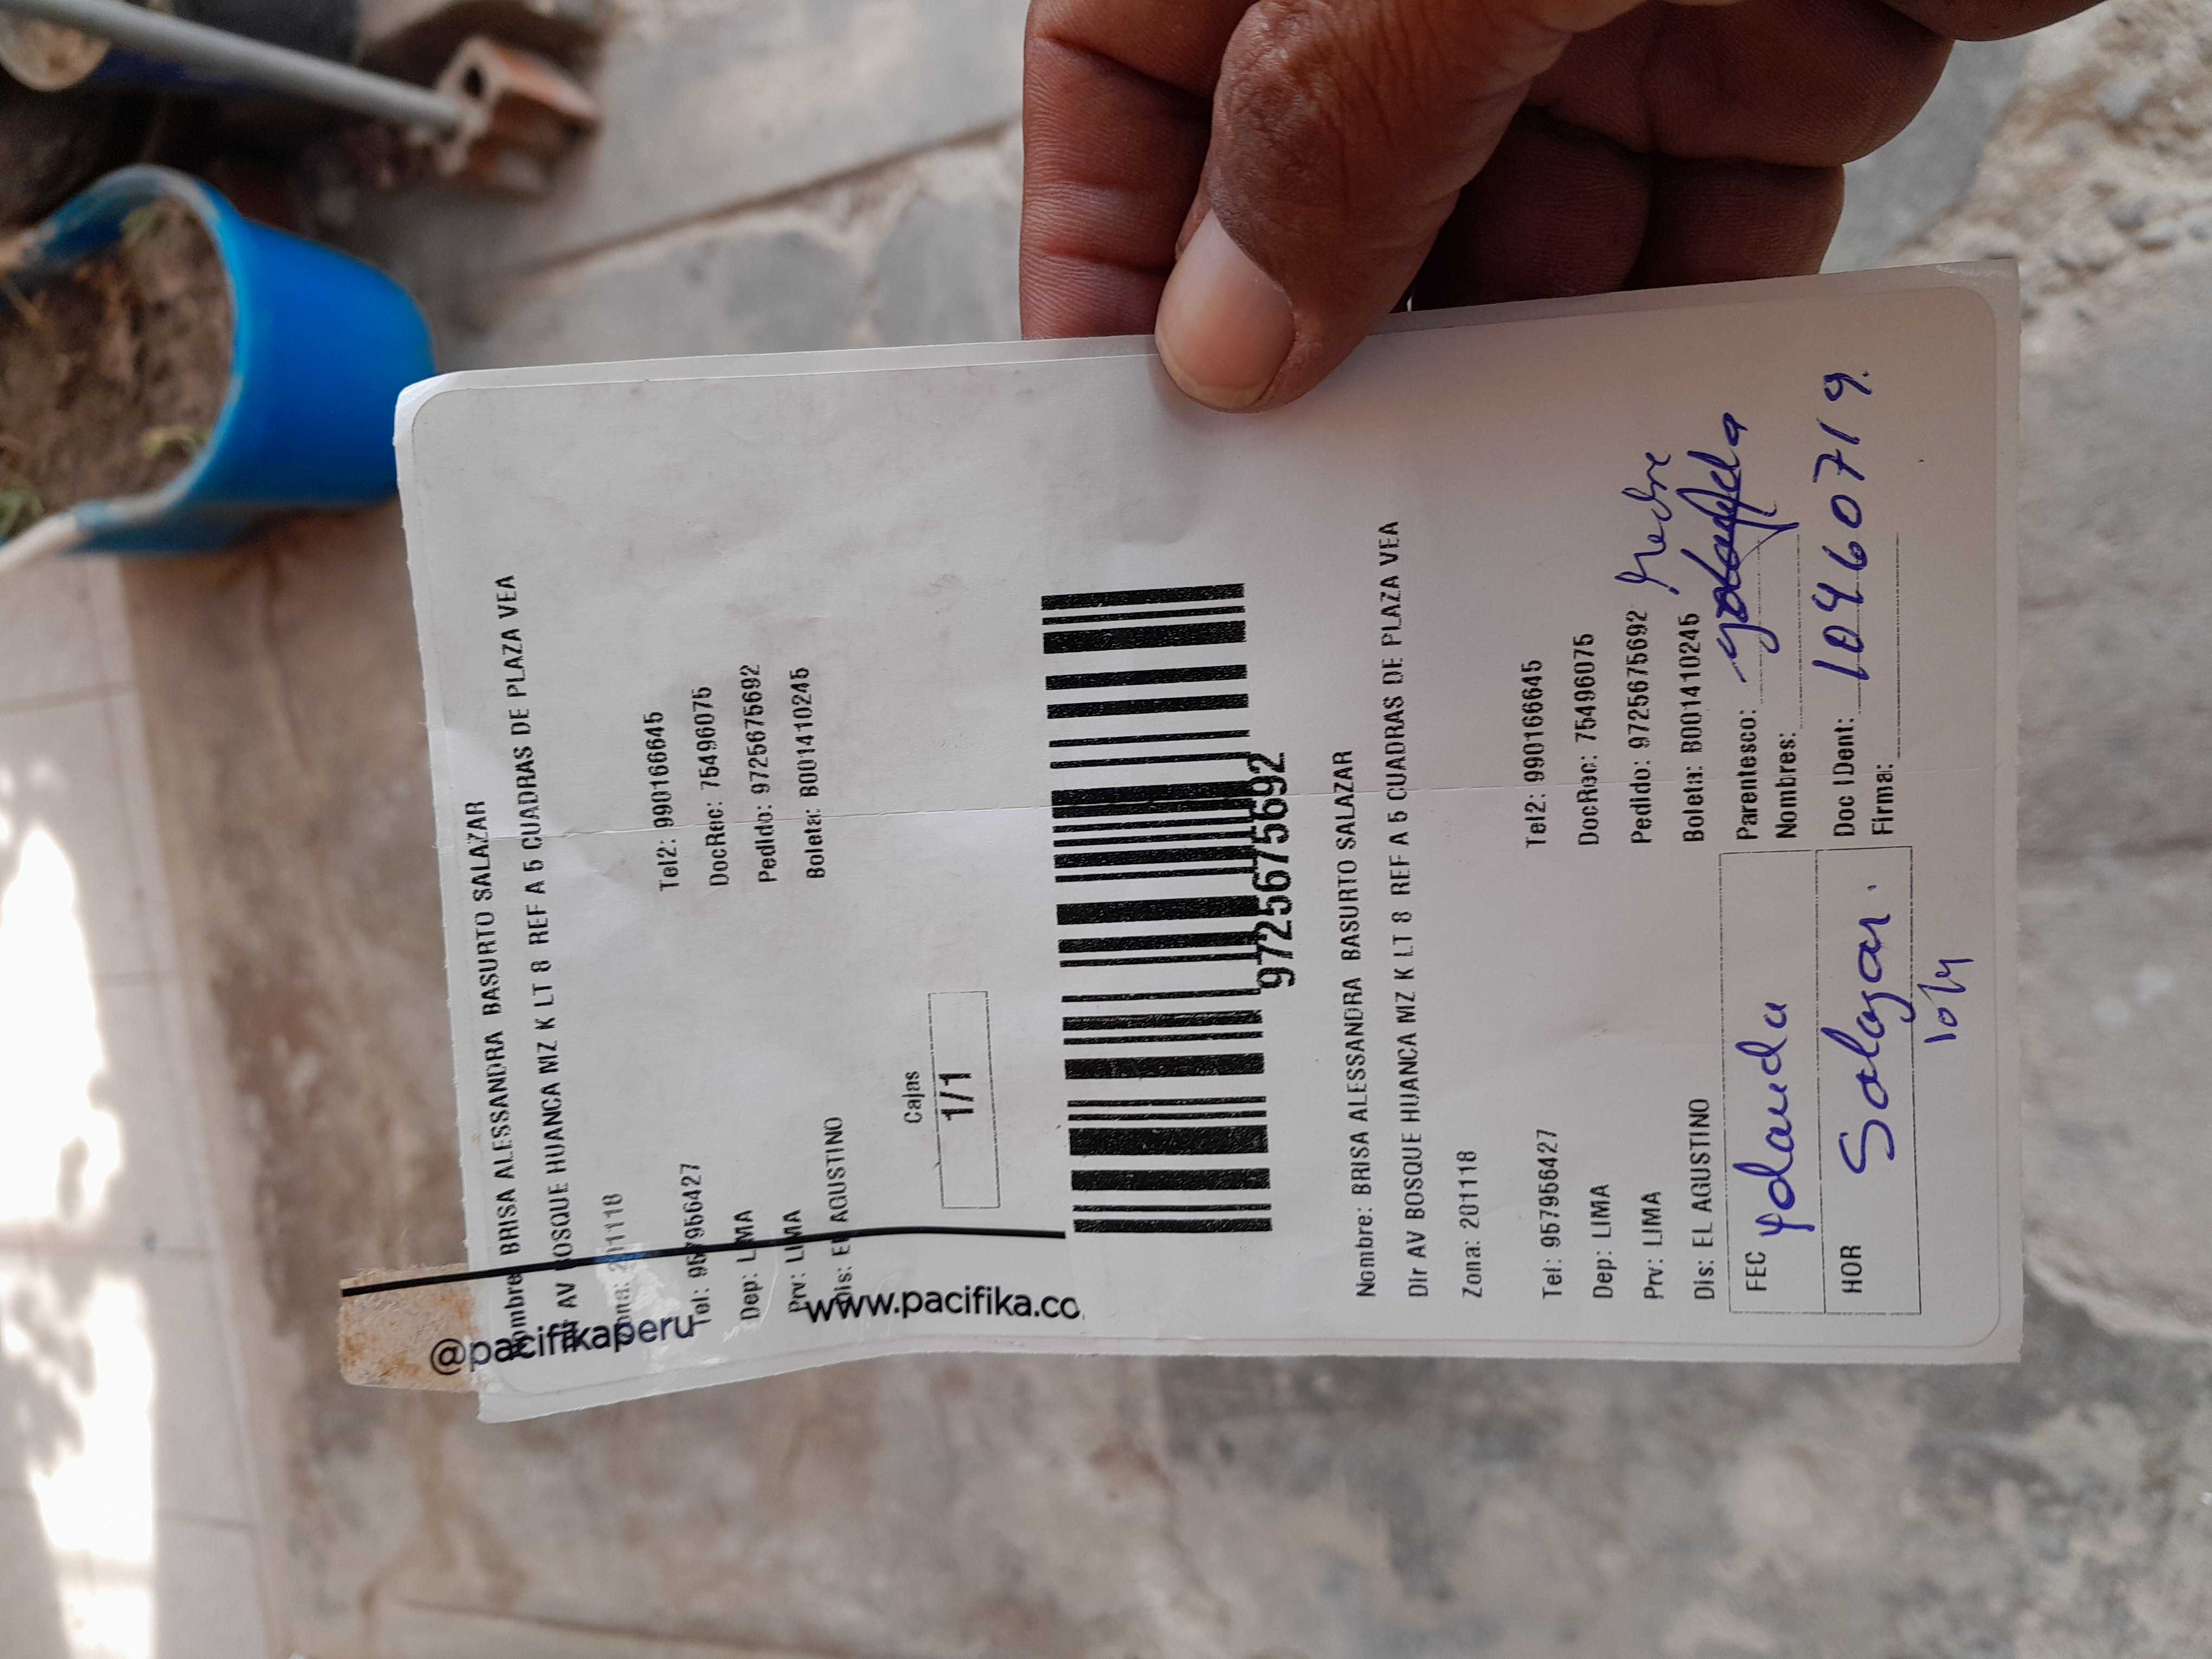 Nombre BRISA ALESSANDRA BASURTO SALAZAR
AV BOSQUE HUANCA MZ K LT 8 REF A 5 CUADRAS DE PLAZA VEA
Zona: 201118
Tel: 957956427 Tel2: 990166645
DocRec: 75496075
Dep: LIMA Pedido: 9725675692
Prv: LIMA Boleta: B001410245
Dis: EL AGUSTINO
@pacifikaperu
www.pacifika.co
Cajas
1/1
9725675692
Nombre: BRISA ALESSANDRA BASURTO SALAZAR
Dir AV BOSQUE HUANCA MZ K LT 8 REF A 5 CUADRAS DE PLAZA VEA
Zona: 201118
Tel: 957956427 Tel2: 990166645
Dep: LIMA DocRec: 75496075
Prv: LIMA Pedido: 9725675692
Dis: EL AGUSTINO Boleta: B001410245
Madre
FEC Yolanda Parentesco:
Nombres:
HOR Salazar. Doc IDent: 10460719.
Firma: